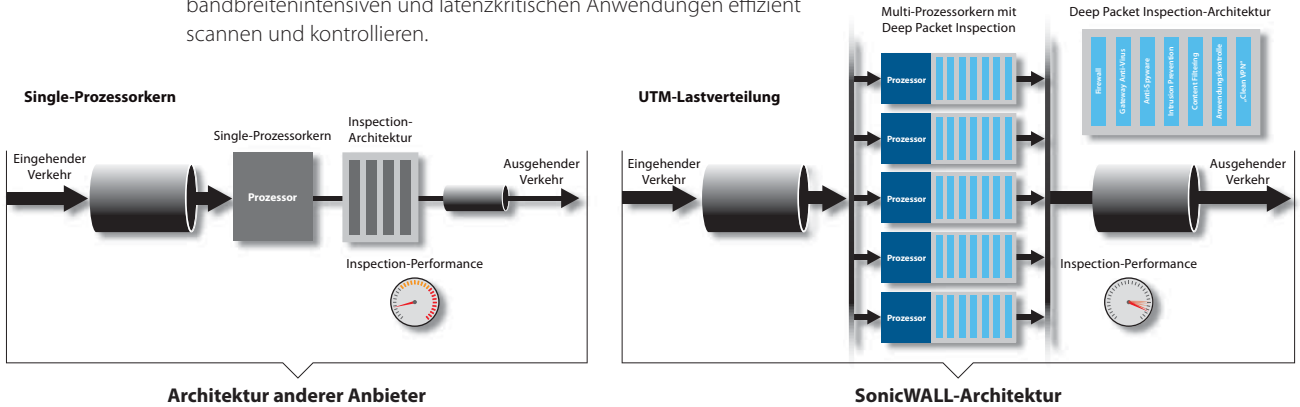 bandbreitenintensiven und latenzkritischen Anwendungen effizient
scannen und kontrollieren.
Single-Prozessorkern
Single-Prozessorkern
Inspection-
Architektur
Eingehender
Verkehr
Prozessor
Ausgehender
Verkehr
Inspection-Performance
Architektur anderer Anbieter
UTM-Lastverteilung
Multi-Prozessorkern mit
Deep Packet Inspection
Deep Packet Inspection-Architektur
Eingehender
Verkehr
Prozessor
Prozessor
Prozessor
Prozessor
Prozessor
Firewall
Gateway Anti-Virus
Anti-Spyware
Intrusion Prevention
Content Filtering
Anwendungskontrolle
„Clean VPN“
Ausgehender
Verkehr
Inspection-Performance
SonicWALL-Architektur